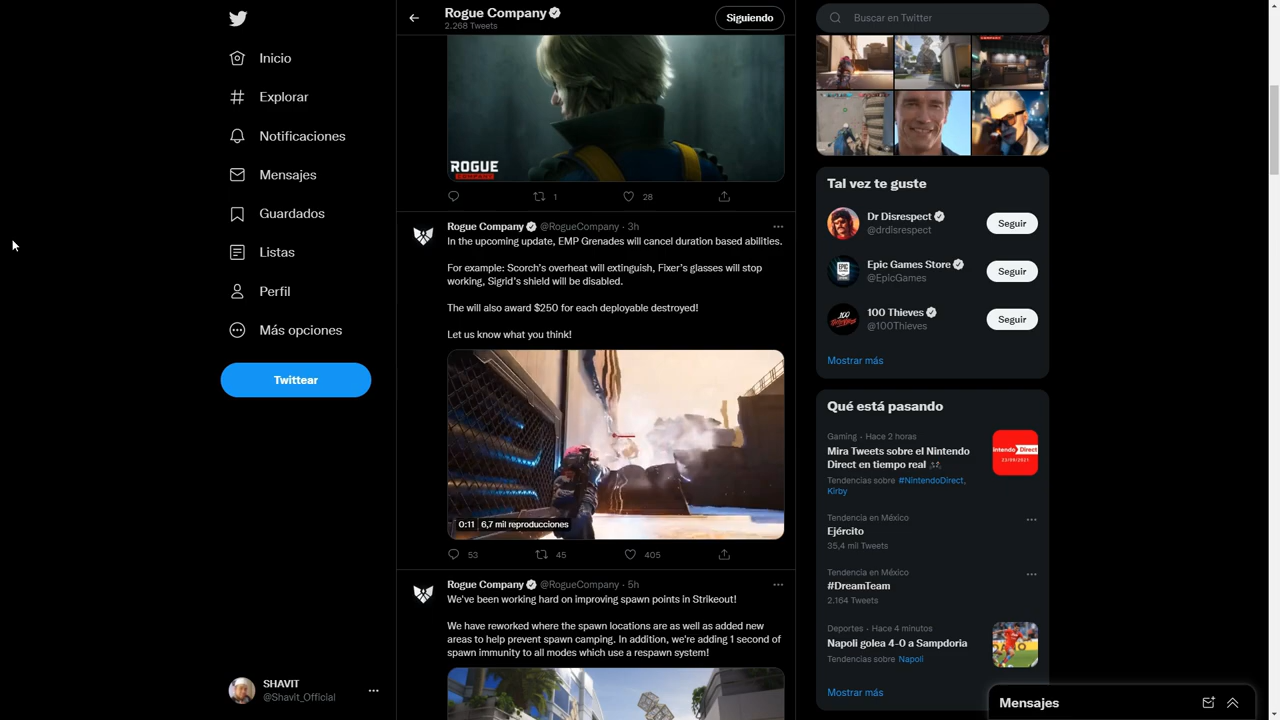 Inicio
Explorar
Notificaciones
Mensajes
Guardados
Listas
Perfil
Más opciones
Twittear
SHAVIT
@Shavit_Official
Rogue Company
2.268 Tweets
Siguiendo
ROGUE
COMPANY
1
28
Rogue Company @RogueCompany · 3h
In the upcoming update, EMP Grenades will cancel duration based abilities.
For example: Scorch's overheat will extinguish, Fixer's glasses will stop
working, Sigrid's shield will be disabled.
The will also award $250 for each deployable destroyed!
Let us know what you think!
0:11 6,7 mil reproducciones
53
45
405
Rogue Company @RogueCompany · 5h
We've been working hard on improving spawn points in Strikeout!
We have reworked where the spawn locations are as well as added new
areas to help prevent spawn camping. In addition, we're adding 1 second of
spawn immunity to all modes which use a respawn system!
Buscar en Twitter
Tal vez te guste
Dr Disrespect
@drdisrespect
Seguir
Epic Games Store
@EpicGames
Seguir
100 Thieves
@100Thieves
Seguir
Mostrar más
Qué está pasando
Gaming · Hace 2 horas
Mira Tweets sobre el Nintendo
Direct en tiempo real
Tendencias sobre #NintendoDirect,
Kirby
Tendencia en México
Ejército
35,4 mil Tweets
Tendencia en México
#DreamTeam
2.164 Tweets
Deportes · Hace 4 minutos
Napoli golea 4-0 a Sampdoria
Tendencias sobre Napoli
Mostrar más
Mensajes